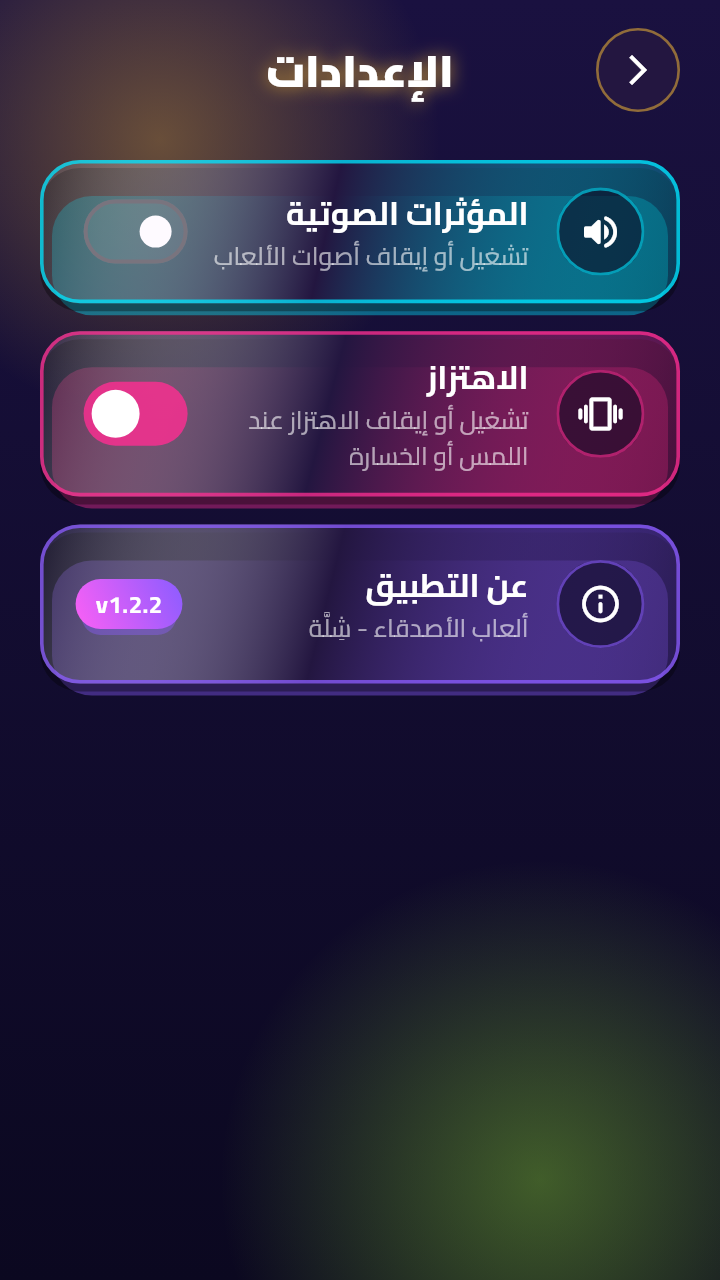 الإعدادات
المؤثرات الصوتية
تشغيل أو إيقاف أصوات الألعاب
الاهتزاز
تشغيل أو إيقاف الاهتزاز عند
اللمس أو الخسارة
عن التطبيق
ألعاب الأصدقاء - شِلَّة
v1.2.2